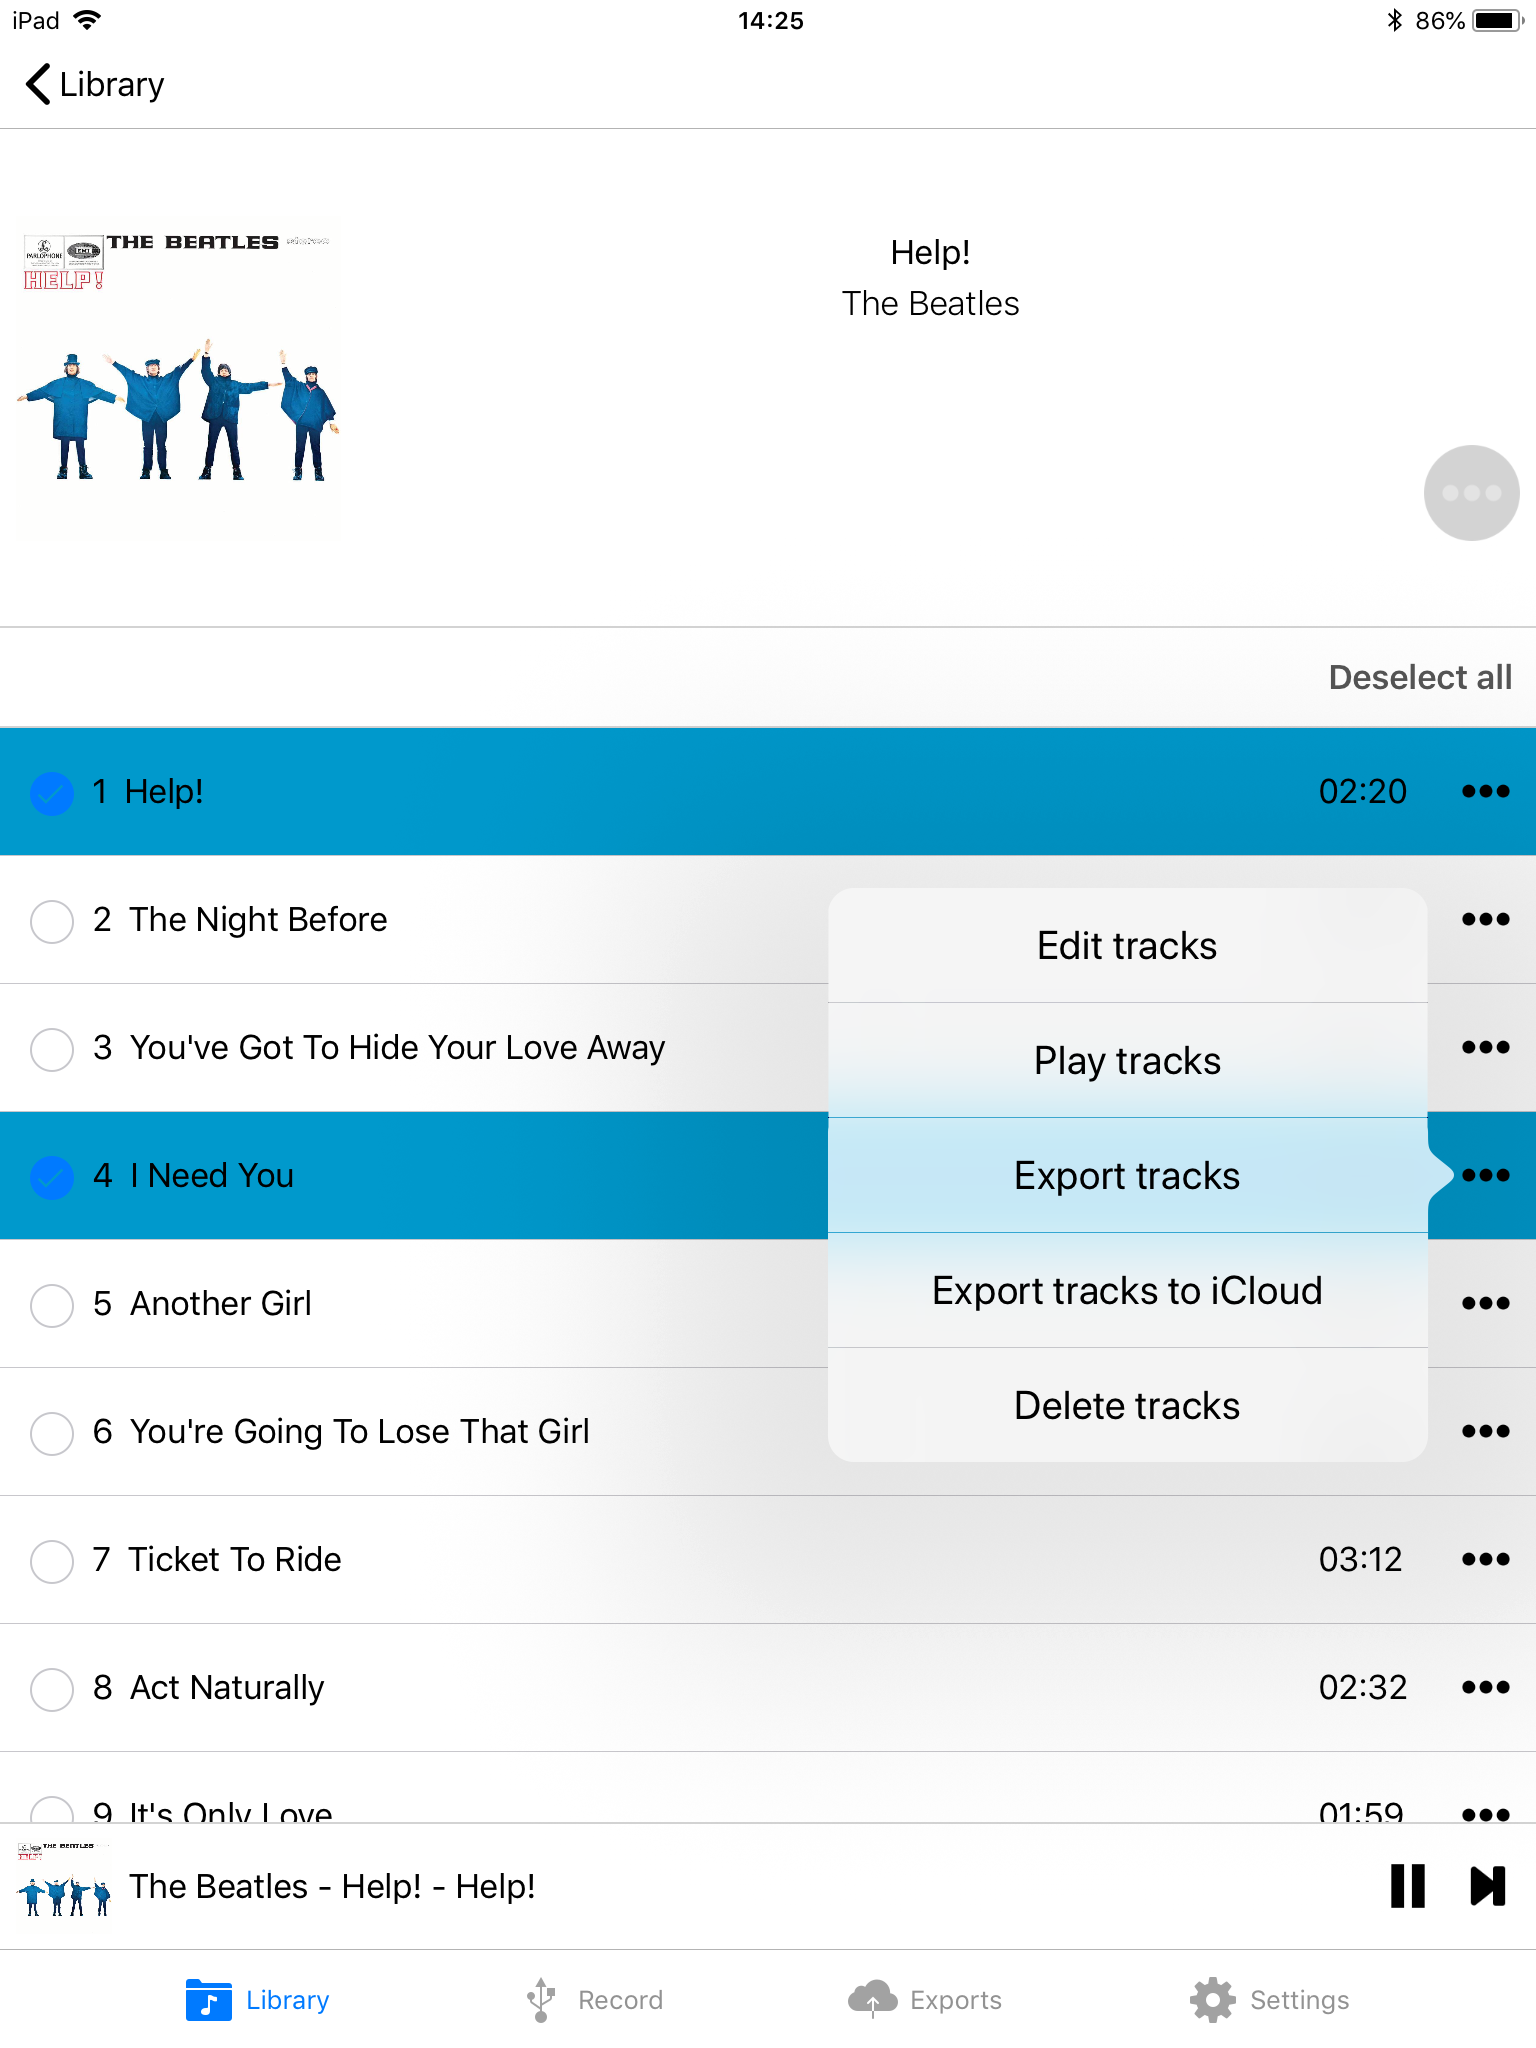 iPad
14:25
86%
Library
PARLOPHONE
EMI
THE BEATLES
HELP!
Help!
The Beatles
Deselect all
1 Help! 02:20
2 The Night Before
Edit tracks
3 You've Got To Hide Your Love Away
Play tracks
4 I Need You
Export tracks
5 Another Girl
Export tracks to iCloud
6 You're Going To Lose That Girl
Delete tracks
7 Ticket To Ride 03:12
8 Act Naturally 02:32
9 It's Only Love 01:59
THE BEATLES
The Beatles - Help! - Help!
Library
Record
Exports
Settings